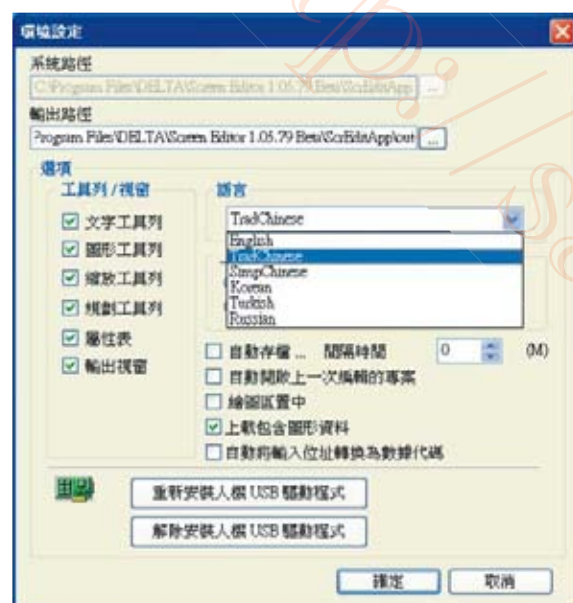 環境設定
系統路徑
C:\Program Files\DELTA\Screen Editor 1.05.79 Beta\ScrEditApp ...
輸出路徑
Program Files\DELTA\Screen Editor 1.05.79 Beta\ScrEditApp\out ...
選項
工具列 / 視窗
語言
TradChinese
English
TradChinese
SimpChinese
Korean
Turkish
Russian
文字工具列
圖形工具列
縮放工具列
規劃工具列
屬性表
輸出視窗
自動存檔 ... 間隔時間 0 (M)
自動開啟上一次編輯的專案
繪圖區置中
上載包含圖形資料
自動將輸入位址轉換為數據代碼
重新安裝人機 USB 驅動程式
解除安裝人機 USB 驅動程式
確定 取消